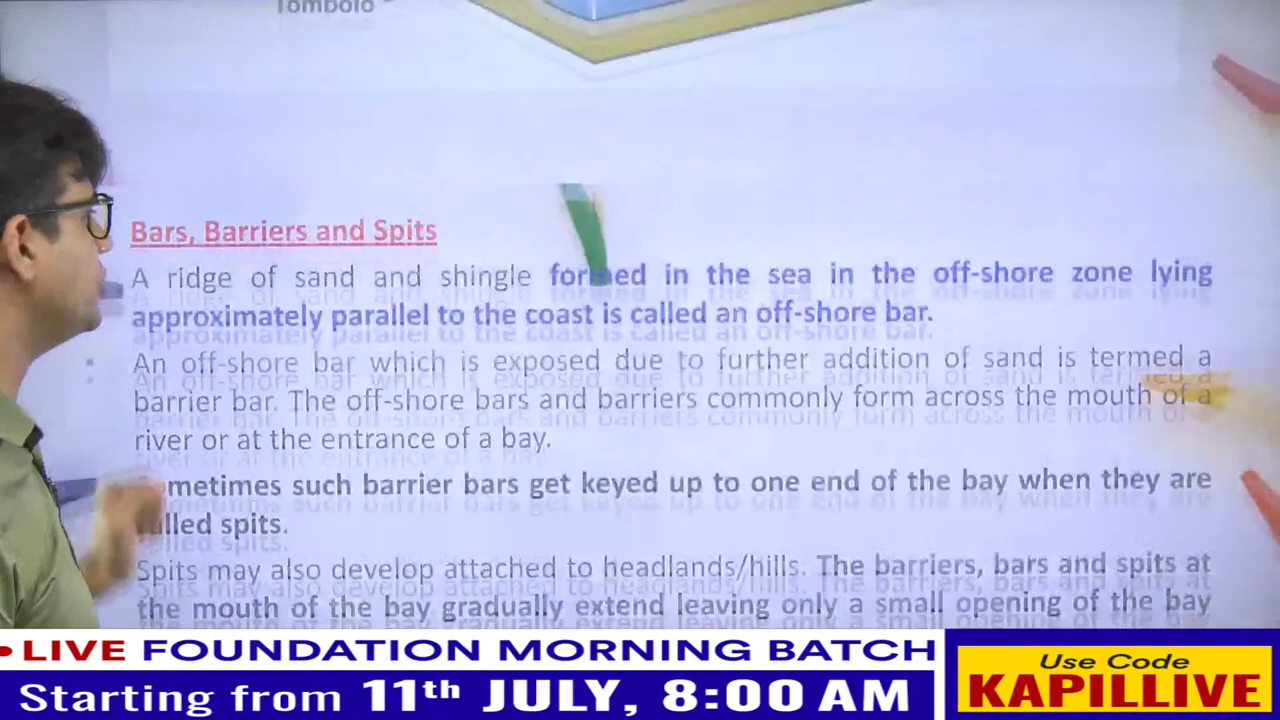 Tombolo
Bars, Barriers and Spits
A ridge of sand and shingle formed in the sea in the off-shore zone lying
approximately parallel to the coast is called an off-shore bar.
An off-shore bar which is exposed due to further addition of sand is termed a
barrier bar. The off-shore bars and barriers commonly form across the mouth of a
river or at the entrance of a bay.
metimes such barrier bars get keyed up to one end of the bay when they are
lled spits.
Spits may also develop attached to headlands/hills. The barriers, bars and spits at
the mouth of the bay gradually extend leaving only a small opening of the bay
• LIVE FOUNDATION MORNING BATCH
Starting from 11th JULY, 8:00 AM
Use Code
KAPILLIVE